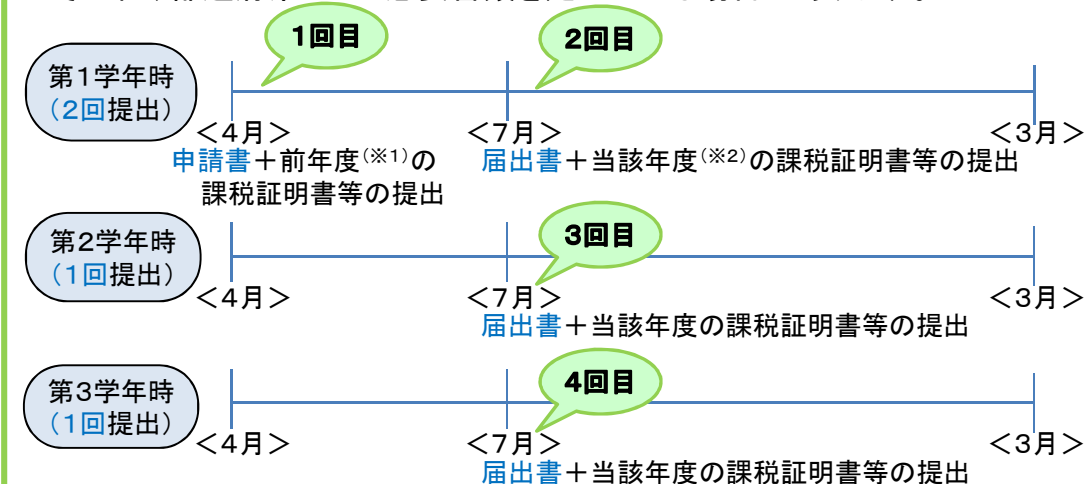 1回目
2回目
第1学年時
(2回提出)
<4月>
<7月>
<3月>
申請書+前年度(※1)の
課税証明書等の提出
届出書+当該年度(※2)の課税証明書等の提出
3回目
第2学年時
(1回提出)
<4月>
<7月>
<3月>
届出書+当該年度の課税証明書等の提出
4回目
第3学年時
(1回提出)
<4月>
<7月>
<3月>
届出書+当該年度の課税証明書等の提出